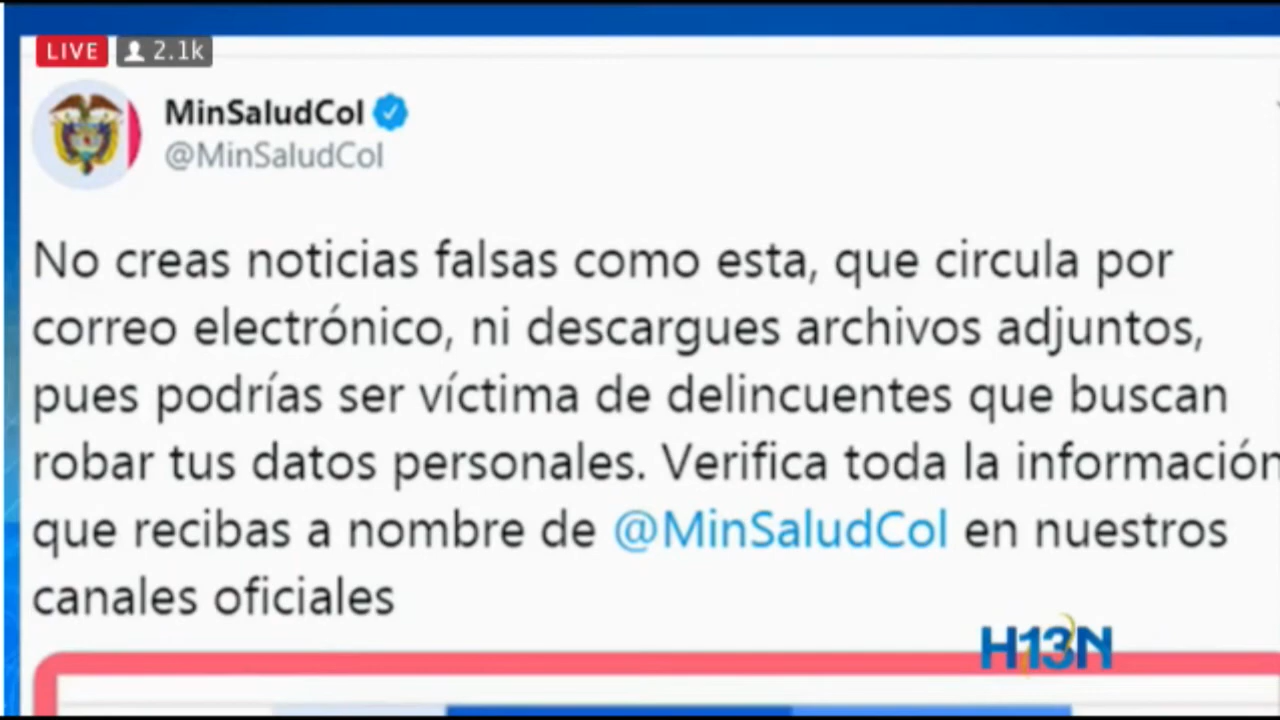 LIVE 2.1k
MinSaludCol
@MinSaludCol
No creas noticias falsas como esta, que circula por
correo electrónico, ni descargues archivos adjuntos,
pues podrías ser víctima de delincuentes que buscan
robar tus datos personales. Verifica toda la información
que recibas a nombre de @MinSaludCol en nuestros
canales oficiales
H13N